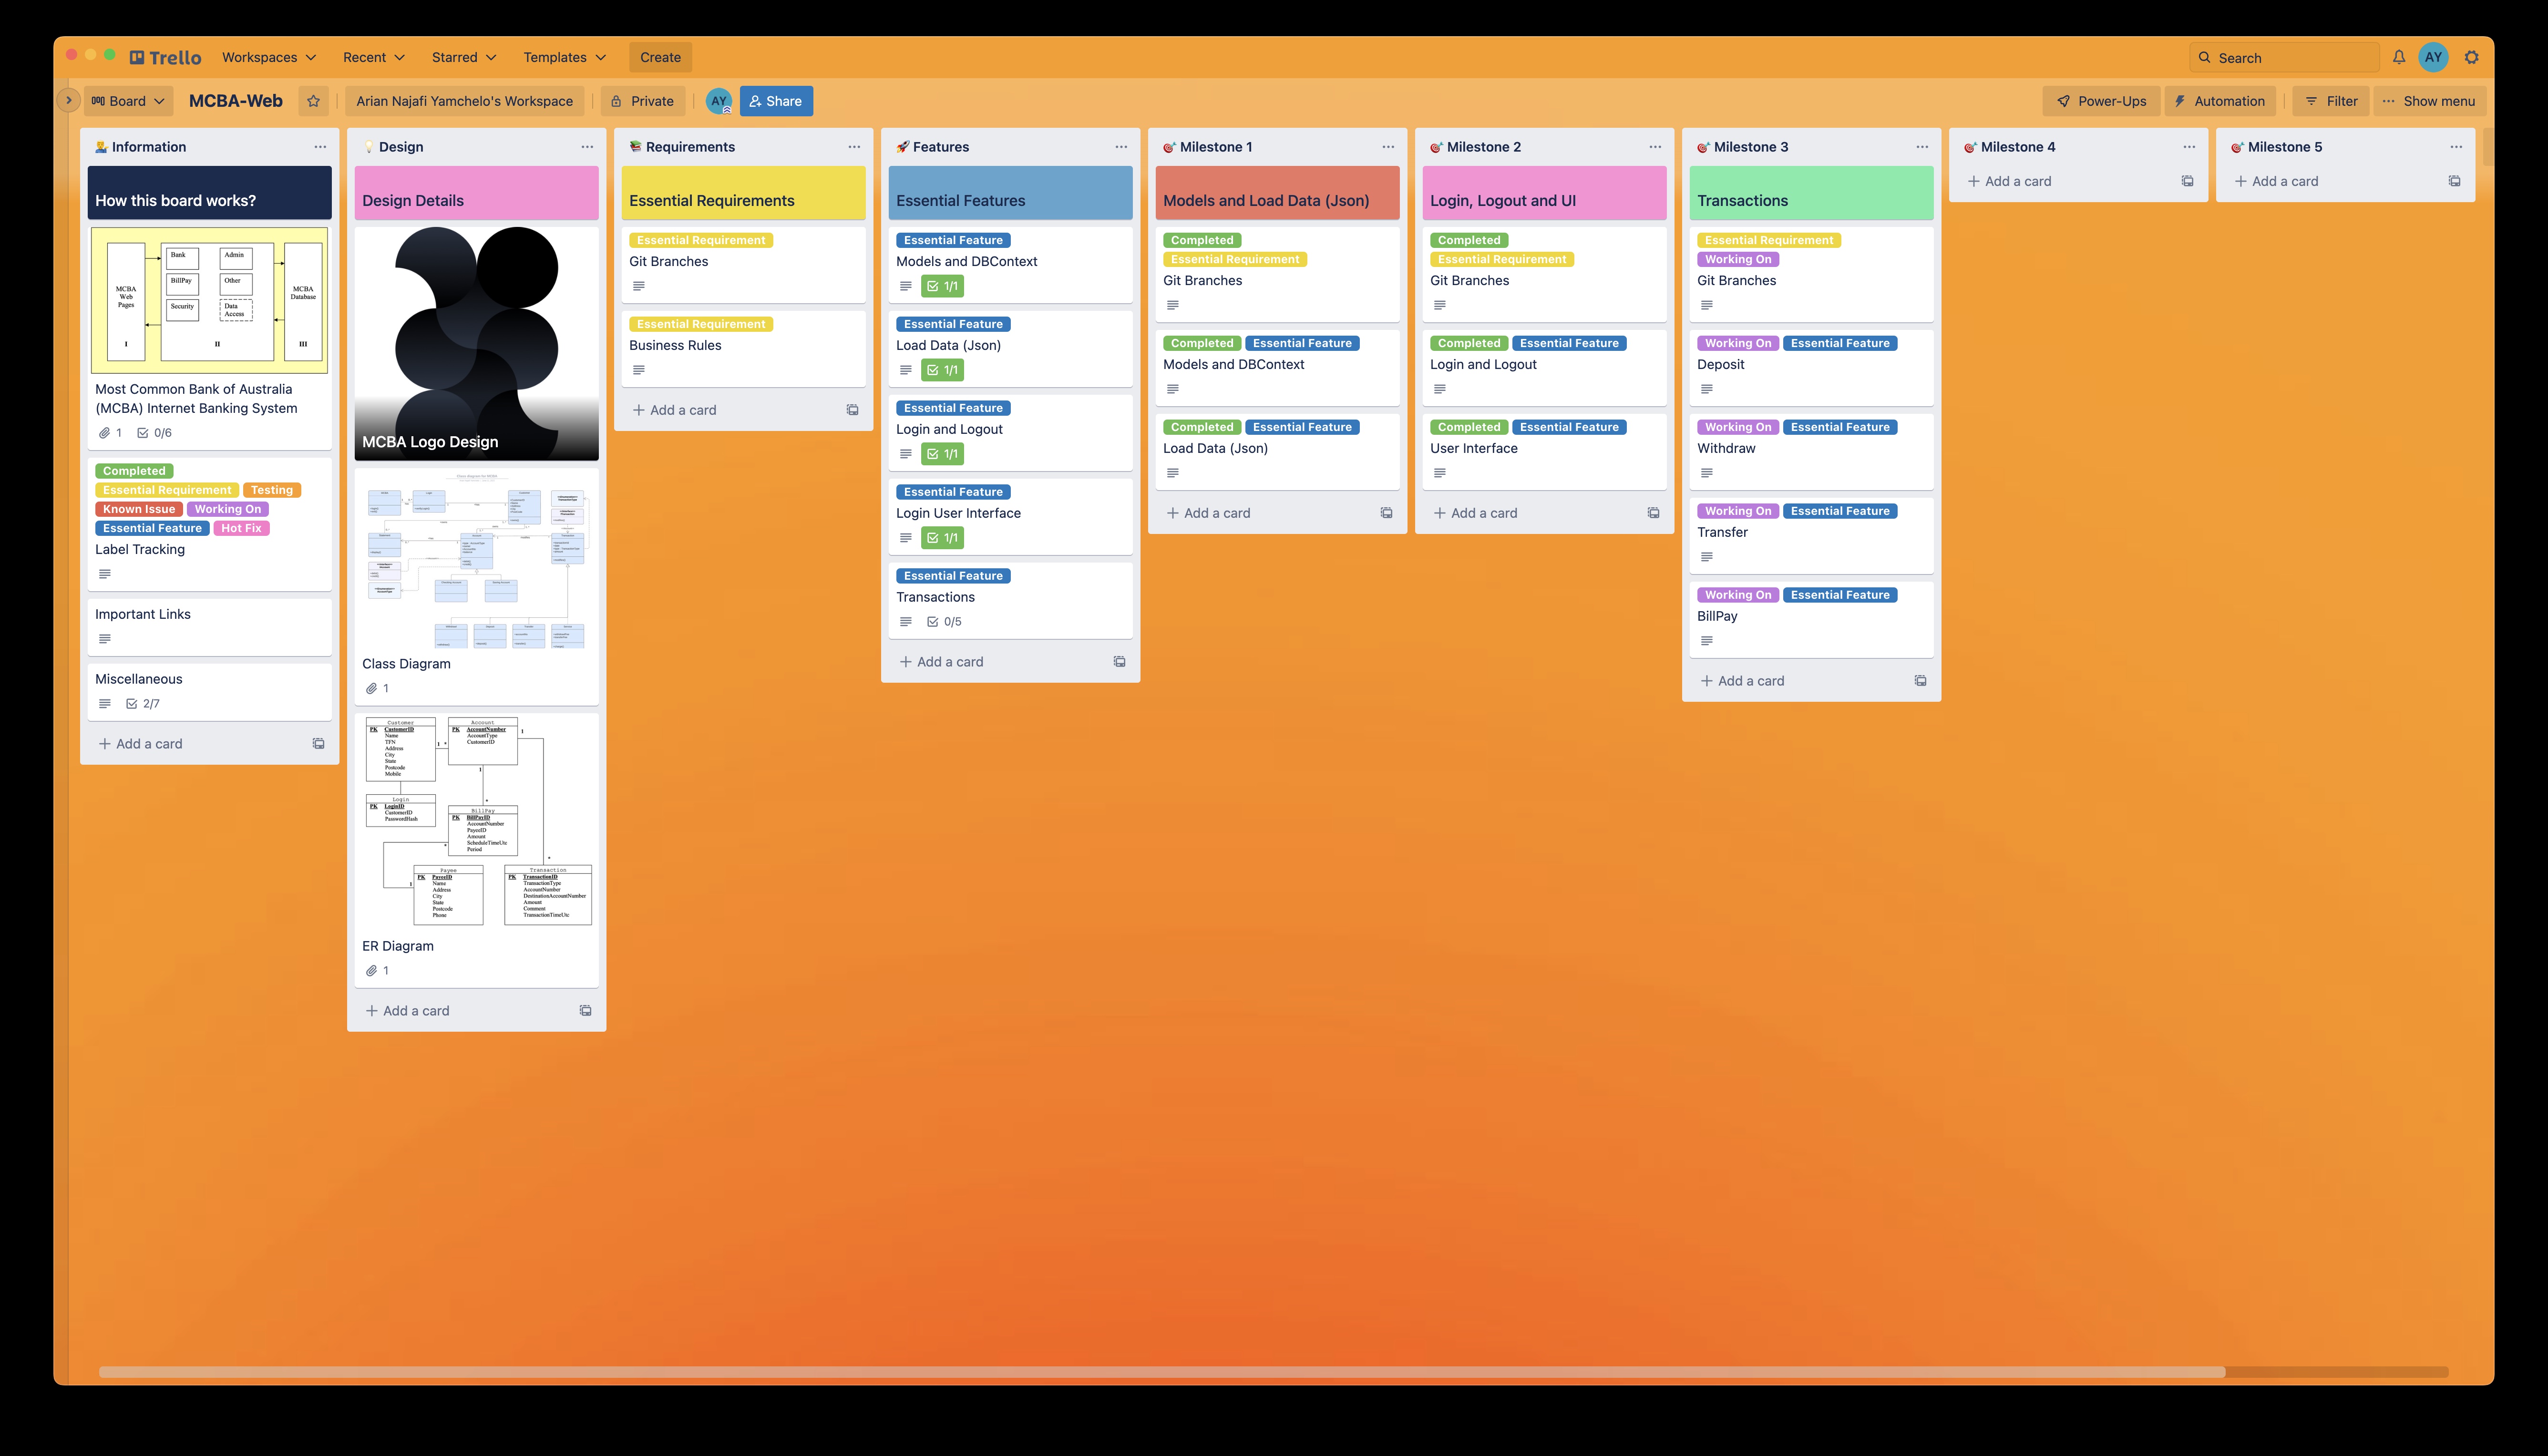 Trello
Workspaces
Recent
Starred
Templates
Create
Search
AY
Board
MCBA-Web
Arian Najafi Yamchelo's Workspace
Private
AY
Share
Power-Ups
Automation
Filter
Show menu
Information
How this board works?
MCBA
Web
Pages
Bank
BillPay
Security
Admin
Other
Data
Access
MCBA
Database
I
II
III
Most Common Bank of Australia
(MCBA) Internet Banking System
1 0/6
Completed
Essential Requirement Testing
Known Issue Working On
Essential Feature Hot Fix
Label Tracking
Important Links
Miscellaneous
2/7
+ Add a card
Design
Design Details
MCBA Logo Design
Class Diagram
1
Customer
PK CustomerID
Name
TFN
Address
City
State
Postcode
Mobile
Account
PK AccountNumber
AccountType
CustomerID
1 *
1
1
*
Login
PK LoginID
CustomerID
PasswordHash
BillPay
PK BillPayID
AccountNumber
PayeeID
Amount
ScheduleTimeUtc
Period
*
1
*
Payee
PK PayeeID
Name
Address
City
State
Postcode
Phone
Transaction
PK TransactionID
TransactionType
AccountNumber
DestinationAccountNumber
Amount
Comment
TransactionTimeUtc
ER Diagram
1
+ Add a card
Requirements
Essential Requirements
Essential Requirement
Git Branches
Essential Requirement
Business Rules
+ Add a card
Features
Essential Features
Essential Feature
Models and DBContext
1/1
Essential Feature
Load Data (Json)
1/1
Essential Feature
Login and Logout
1/1
Essential Feature
Login User Interface
1/1
Essential Feature
Transactions
0/5
+ Add a card
Milestone 1
Models and Load Data (Json)
Completed
Essential Requirement
Git Branches
Completed Essential Feature
Models and DBContext
Completed Essential Feature
Load Data (Json)
+ Add a card
Milestone 2
Login, Logout and UI
Completed
Essential Requirement
Git Branches
Completed Essential Feature
Login and Logout
Completed Essential Feature
User Interface
+ Add a card
Milestone 3
Transactions
Essential Requirement
Working On
Git Branches
Working On Essential Feature
Deposit
Working On Essential Feature
Withdraw
Working On Essential Feature
Transfer
Working On Essential Feature
BillPay
+ Add a card
Milestone 4
+ Add a card
Milestone 5
+ Add a card